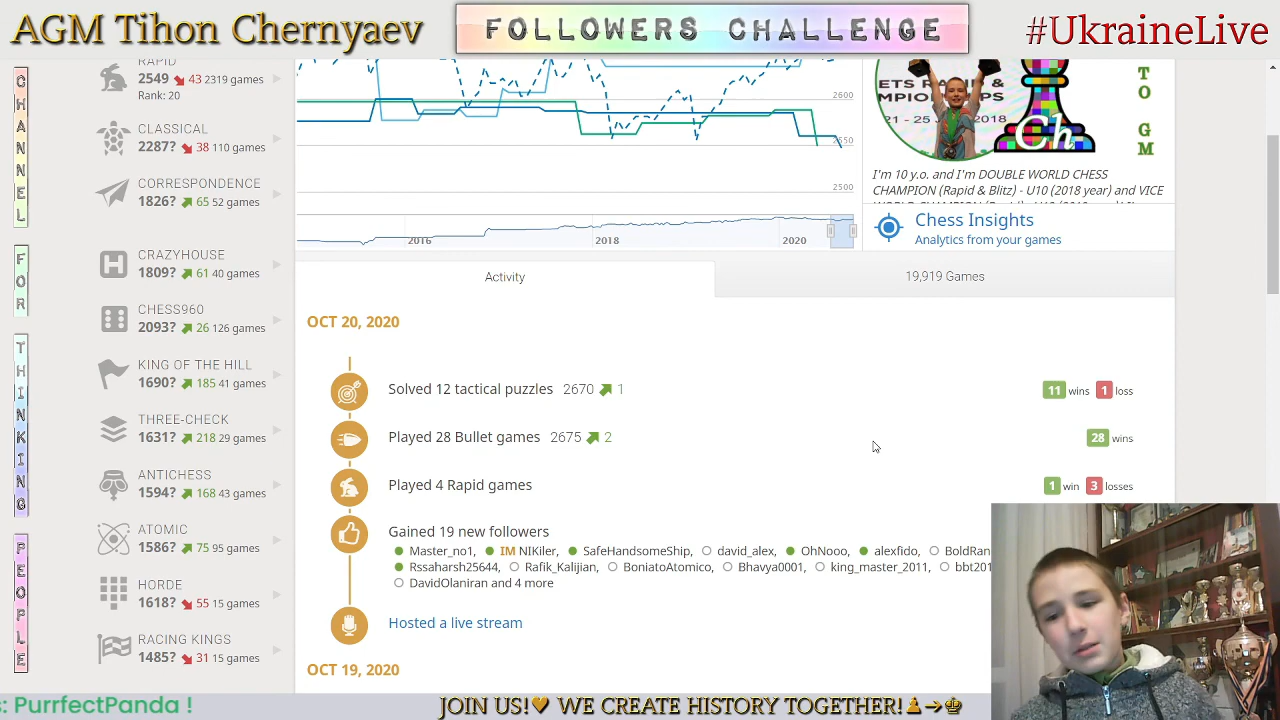 AGM Tihon Chernyaev
FOLLOWERS CHALLENGE
#UkraineLive
CHANNEL
FOR
THINKING
PEOPLE
RAPID
2549 43 2319 games
Rank: 20
CLASSICAL
2287? 38 110 games
CORRESPONDENCE
1826? 65 52 games
CRAZYHOUSE
1809? 61 40 games
CHESS960
2093? 26 126 games
KING OF THE HILL
1690? 185 41 games
THREE-CHECK
1631? 218 29 games
ANTICHESS
1594? 168 43 games
ATOMIC
1586? 75 95 games
HORDE
1618? 55 15 games
RACING KINGS
1485? 31 15 games
2600
2550
2500
2016 2018 2020
21 - 25 2018
Ch
TO
GM
I'm 10 y.o. and I'm DOUBLE WORLD CHESS
CHAMPION (Rapid & Blitz) - U10 (2018 year) and VICE
Chess Insights
Analytics from your games
Activity
19,919 Games
OCT 20, 2020
Solved 12 tactical puzzles 2670 1
11 wins 1 loss
Played 28 Bullet games 2675 2
28 wins
Played 4 Rapid games
1 win 3 losses
Gained 19 new followers
Master_no1, IM NIKiler, SafeHandsomeShip, david_alex, OhNooo, alexfido, BoldRan
Rssaharsh25644, Rafik_Kalijian, BoniatoAtomico, Bhavya0001, king_master_2011, bbt201
DavidOlaniran and 4 more
Hosted a live stream
OCT 19, 2020
s: PurrfectPanda !
JOIN US!♥ WE CREATE HISTORY TOGETHER!♟→♔